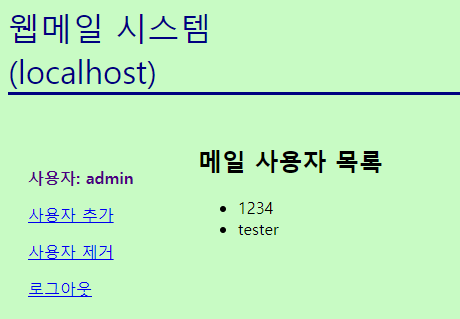 웹메일 시스템
(localhost)
사용자: admin
사용자 추가
사용자 제거
로그아웃
메일 사용자 목록
1234
tester